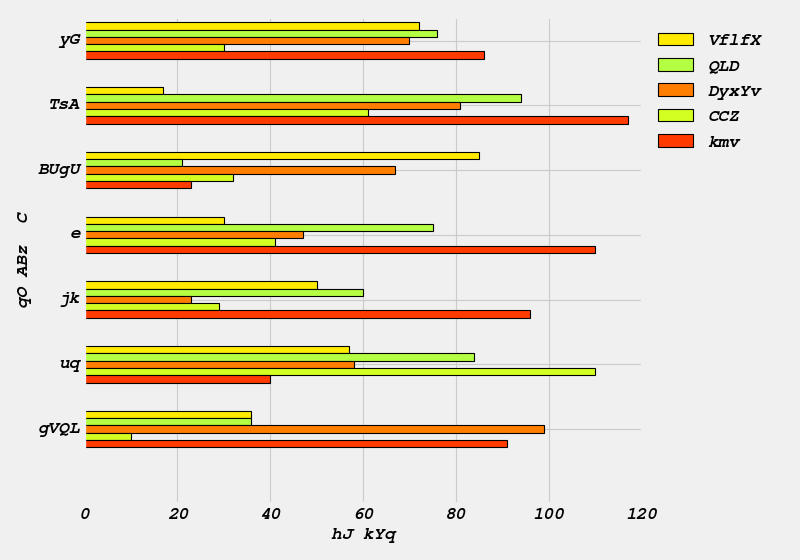 yG
TsA
BUgU
e
jk
uq
gVQL
qO ABz  C
0 20 40 60 80 100 120
hJ kYq
VflfX
QLD
DyxYv
CCZ
kmv